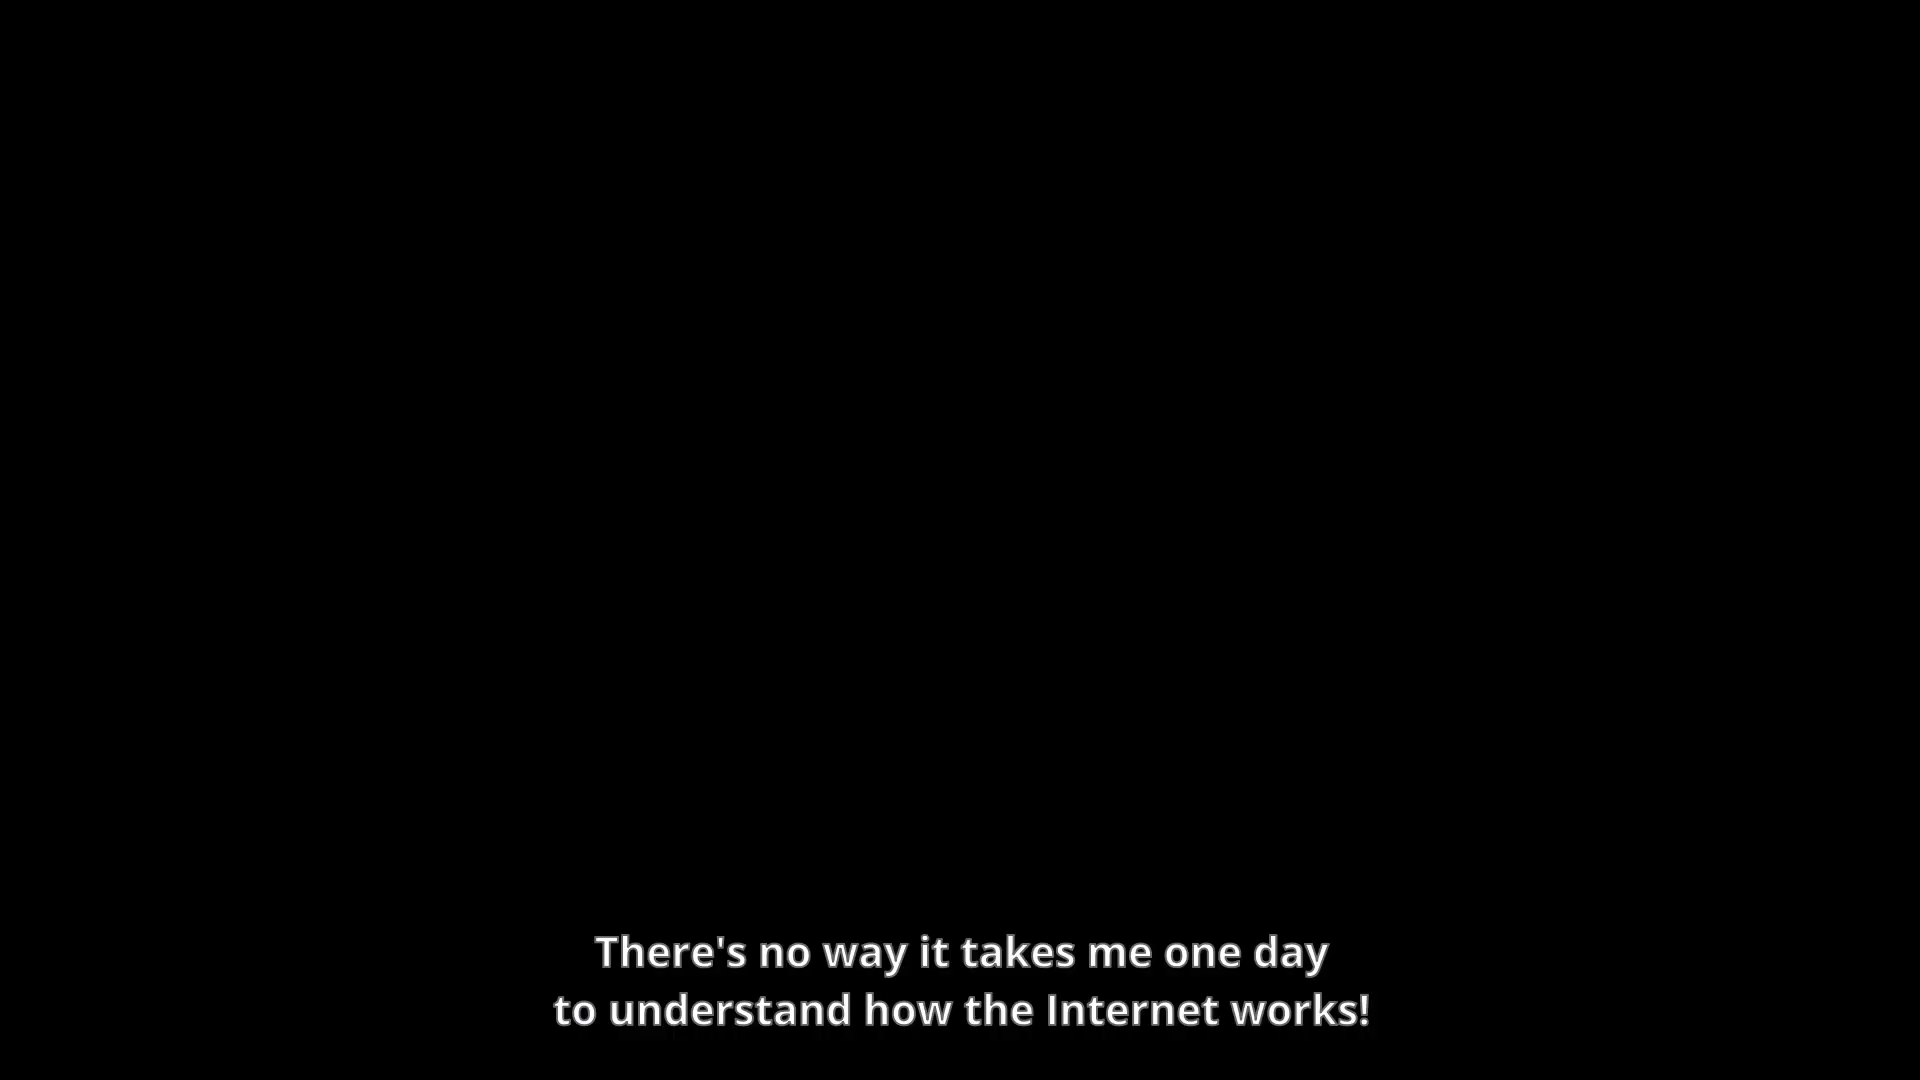 There's no way it takes me one day
to understand how the Internet works!